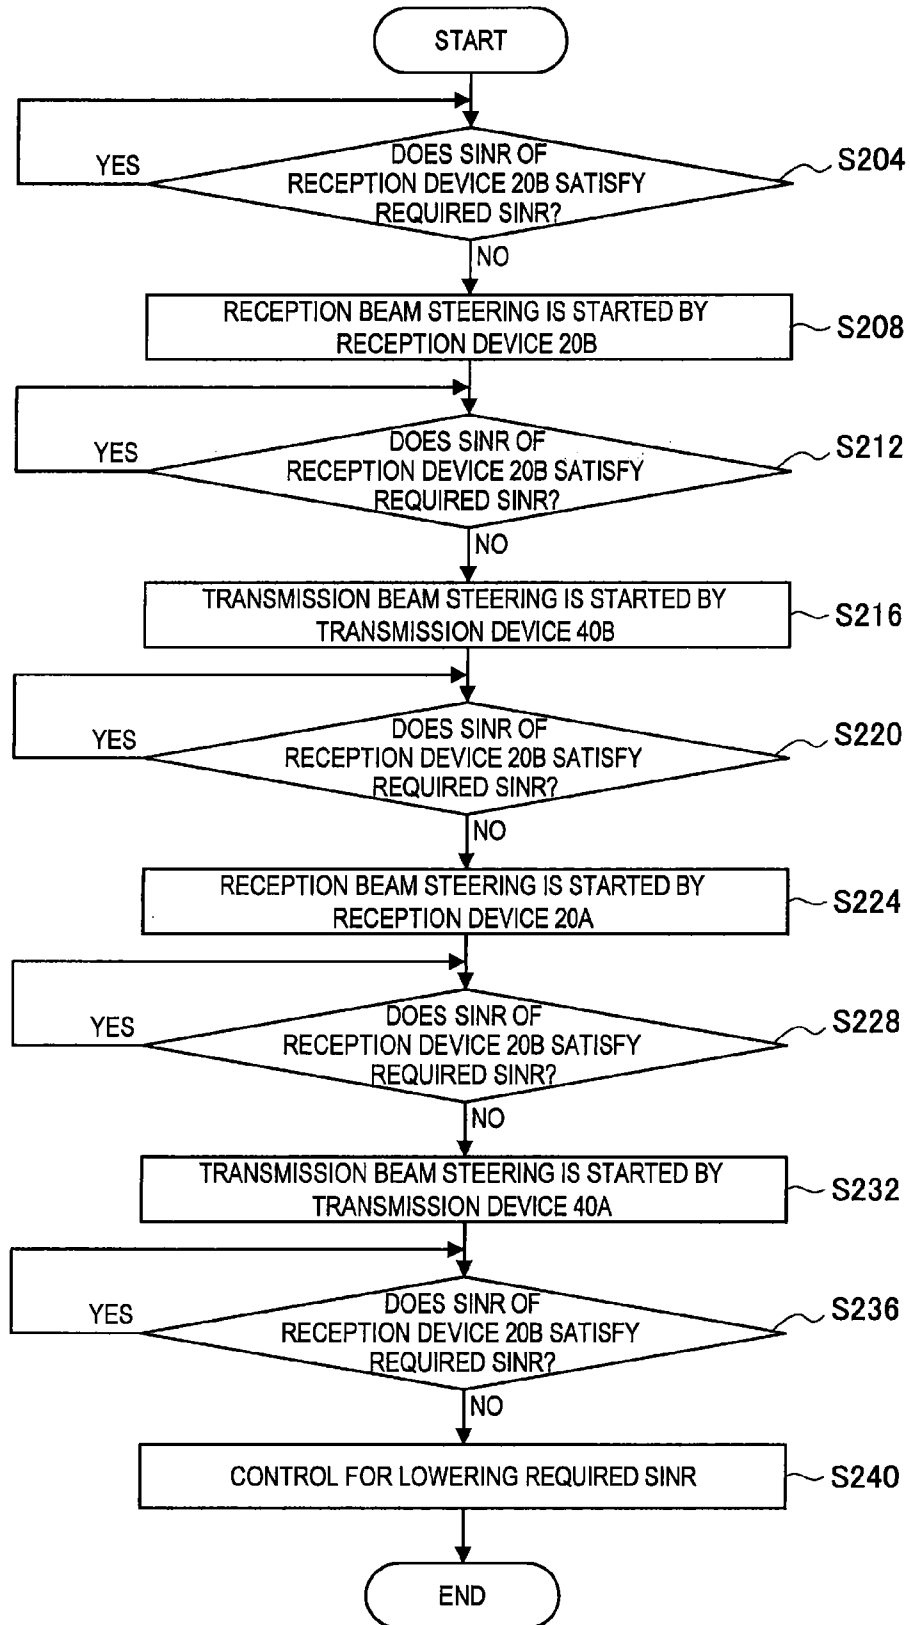 START
DOES SINR OF
RECEPTION DEVICE 20B SATISFY
REQUIRED SINR?
YES
S204
NO
RECEPTION BEAM STEERING IS STARTED BY
RECEPTION DEVICE 20B
S208
DOES SINR OF
RECEPTION DEVICE 20B SATISFY
REQUIRED SINR?
YES
S212
NO
TRANSMISSION BEAM STEERING IS STARTED BY
TRANSMISSION DEVICE 40B
S216
DOES SINR OF
RECEPTION DEVICE 20B SATISFY
REQUIRED SINR?
YES
S220
NO
RECEPTION BEAM STEERING IS STARTED BY
RECEPTION DEVICE 20A
S224
DOES SINR OF
RECEPTION DEVICE 20B SATISFY
REQUIRED SINR?
YES
S228
NO
TRANSMISSION BEAM STEERING IS STARTED BY
TRANSMISSION DEVICE 40A
S232
DOES SINR OF
RECEPTION DEVICE 20B SATISFY
REQUIRED SINR?
YES
S236
NO
CONTROL FOR LOWERING REQUIRED SINR
S240
END